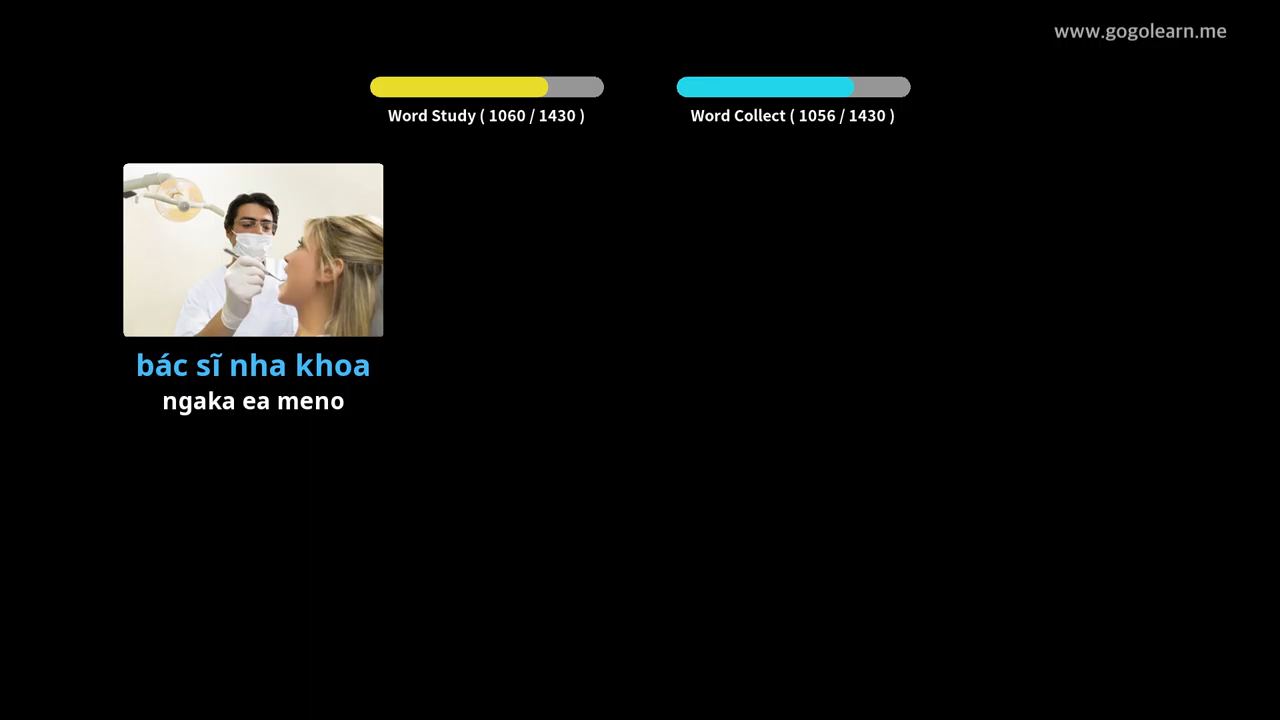 www.gogolearn.me
Word Study ( 1060 / 1430 )
Word Collect ( 1056 / 1430 )
bác sĩ nha khoa
ngaka ea meno